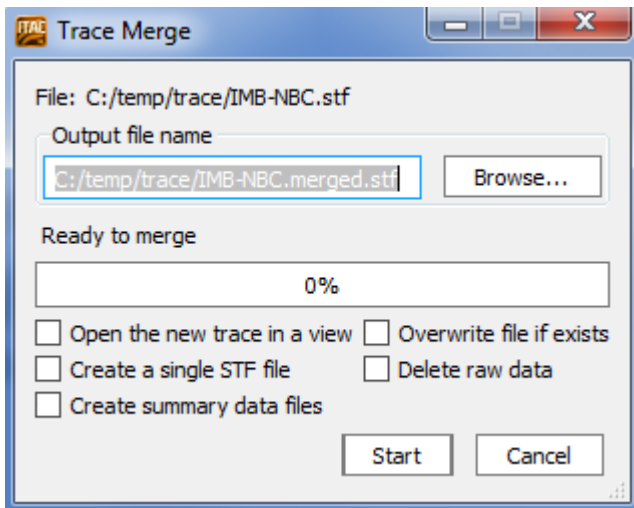 ITAC Trace Merge
File: C:/temp/trace/IMB-NBC.stf
Output file name
C:/temp/trace/IMB-NBC.merged.stf Browse...
Ready to merge
0%
Open the new trace in a view Overwrite file if exists
Create a single STF file Delete raw data
Create summary data files
Start Cancel